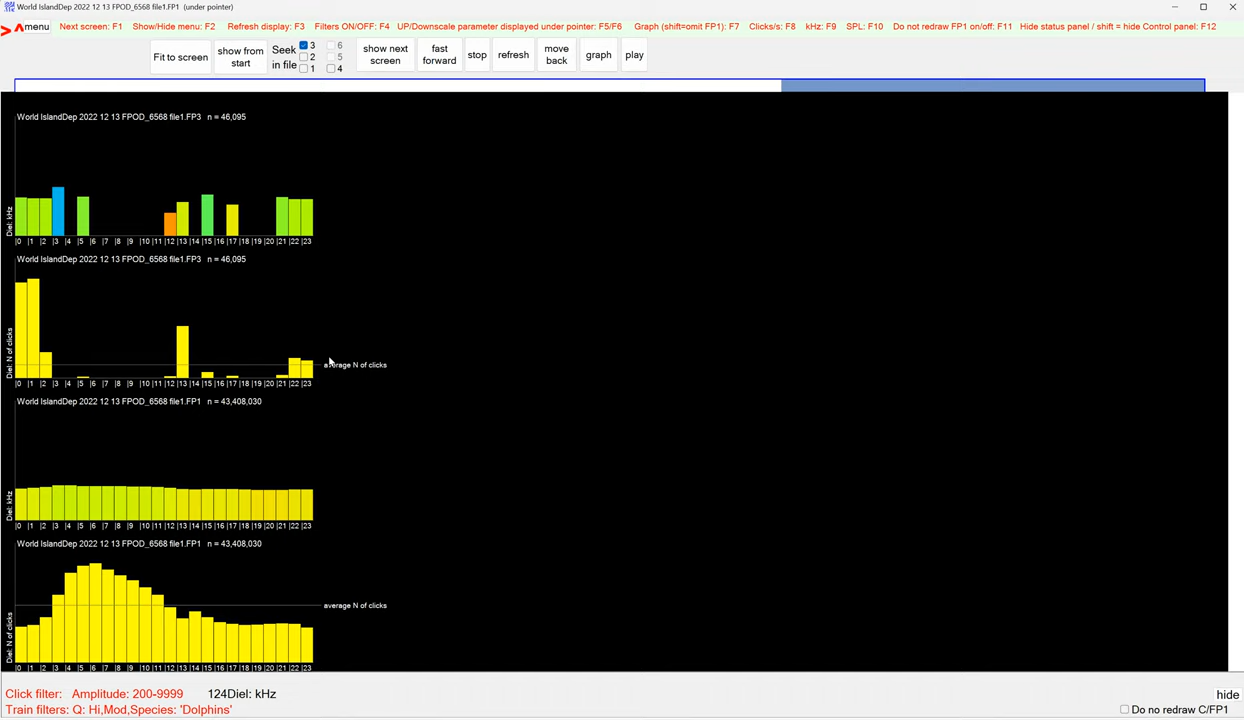 World IslandDep 2022 12 13 FPOD_6568 file1.FP1 (under pointer)
menu Next screen: F1 Show/Hide menu: F2 Refresh display: F3 Filters ON/OFF: F4 UP/Downscale parameter displayed under pointer: F5/F6 Graph (shift=omit FP1): F7 Clicks/s: F8 kHz: F9 SPL: F10 Do not redraw FP1 on/off: F11 Hide status panel / shift = hide Control panel: F12
Fit to screen show from start Seek in file 3 2 1 6 5 4 show next screen fast forward stop refresh move back graph play
World IslandDep 2022 12 13 FPOD_6568 file1.FP3 n = 46,095
Diel: kHz
|0 |1 |2 |3 |4 |5 |6 |7 |8 |9 |10 |11 |12 |13 |14 |15 |16 |17 |18 |19 |20 |21 |22 |23
World IslandDep 2022 12 13 FPOD_6568 file1.FP3 n = 46,095
Diel: N of clicks
average N of clicks
|0 |1 |2 |3 |4 |5 |6 |7 |8 |9 |10 |11 |12 |13 |14 |15 |16 |17 |18 |19 |20 |21 |22 |23
World IslandDep 2022 12 13 FPOD_6568 file1.FP1 n = 43,408,030
Diel: kHz
|0 |1 |2 |3 |4 |5 |6 |7 |8 |9 |10 |11 |12 |13 |14 |15 |16 |17 |18 |19 |20 |21 |22 |23
World IslandDep 2022 12 13 FPOD_6568 file1.FP1 n = 43,408,030
Diel: N of clicks
average N of clicks
|0 |1 |2 |3 |4 |5 |6 |7 |8 |9 |10 |11 |12 |13 |14 |15 |16 |17 |18 |19 |20 |21 |22 |23
Click filter: Amplitude: 200-9999 124Diel: kHz
hide
Train filters: Q: Hi,Mod,Species: 'Dolphins'
Do no redraw C/FP1